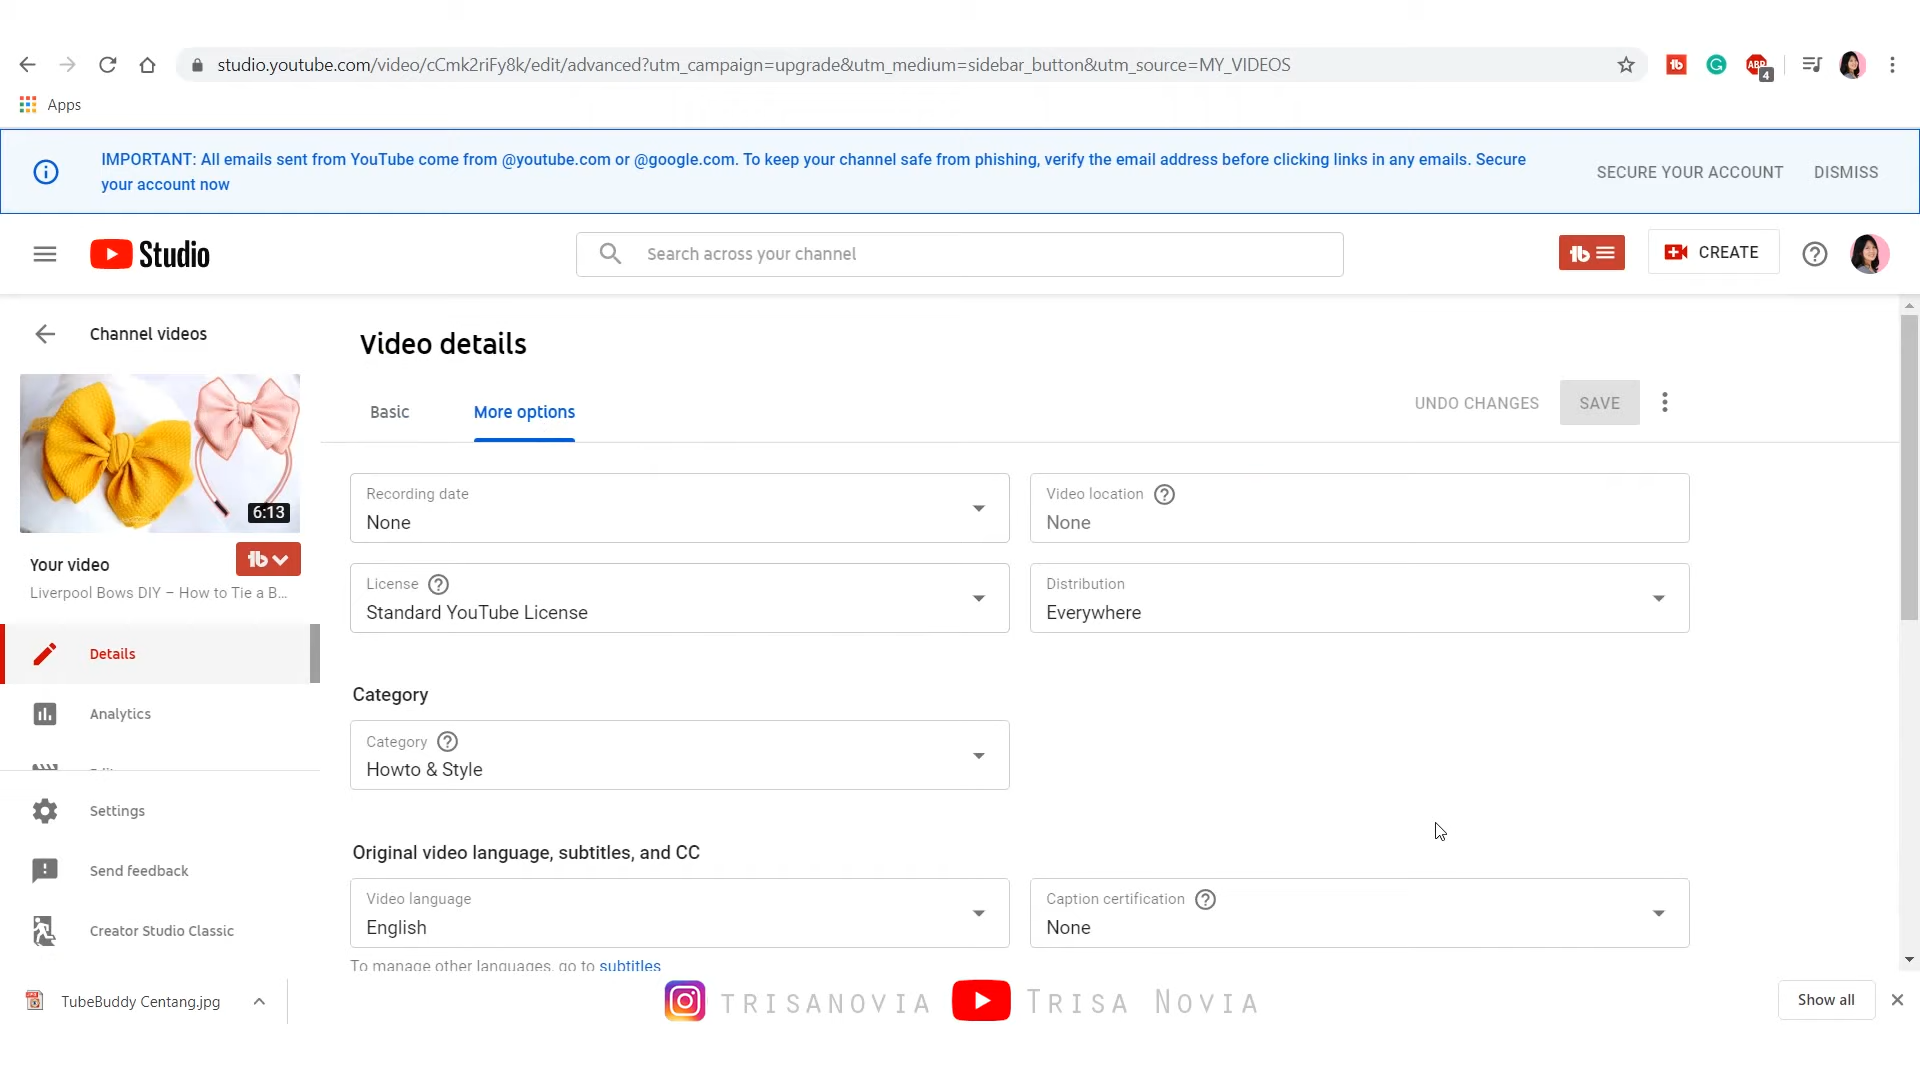 studio.youtube.com/video/cCmk2riFy8k/edit/advanced?utm_campaign=upgrade&utm_medium=sidebar_button&utm_source=MY_VIDEOS
ABP
4
Apps
IMPORTANT: All emails sent from YouTube come from @youtube.com or @google.com. To keep your channel safe from phishing, verify the email address before clicking links in any emails. Secure
your account now
SECURE YOUR ACCOUNT
DISMISS
Studio
Search across your channel
CREATE
Channel videos
Video details
Basic
More options
UNDO CHANGES
SAVE
6:13
Your video
Liverpool Bows DIY – How to Tie a B...
Details
Analytics
Settings
Send feedback
Creator Studio Classic
Recording date
None
Video location
None
License
Standard YouTube License
Distribution
Everywhere
Category
Category
Howto & Style
Original video language, subtitles, and CC
Video language
English
Caption certification
None
To manage other languages, go to subtitles
TubeBuddy Centang.jpg
TRISANOVIA
TRISA NOVIA
Show all